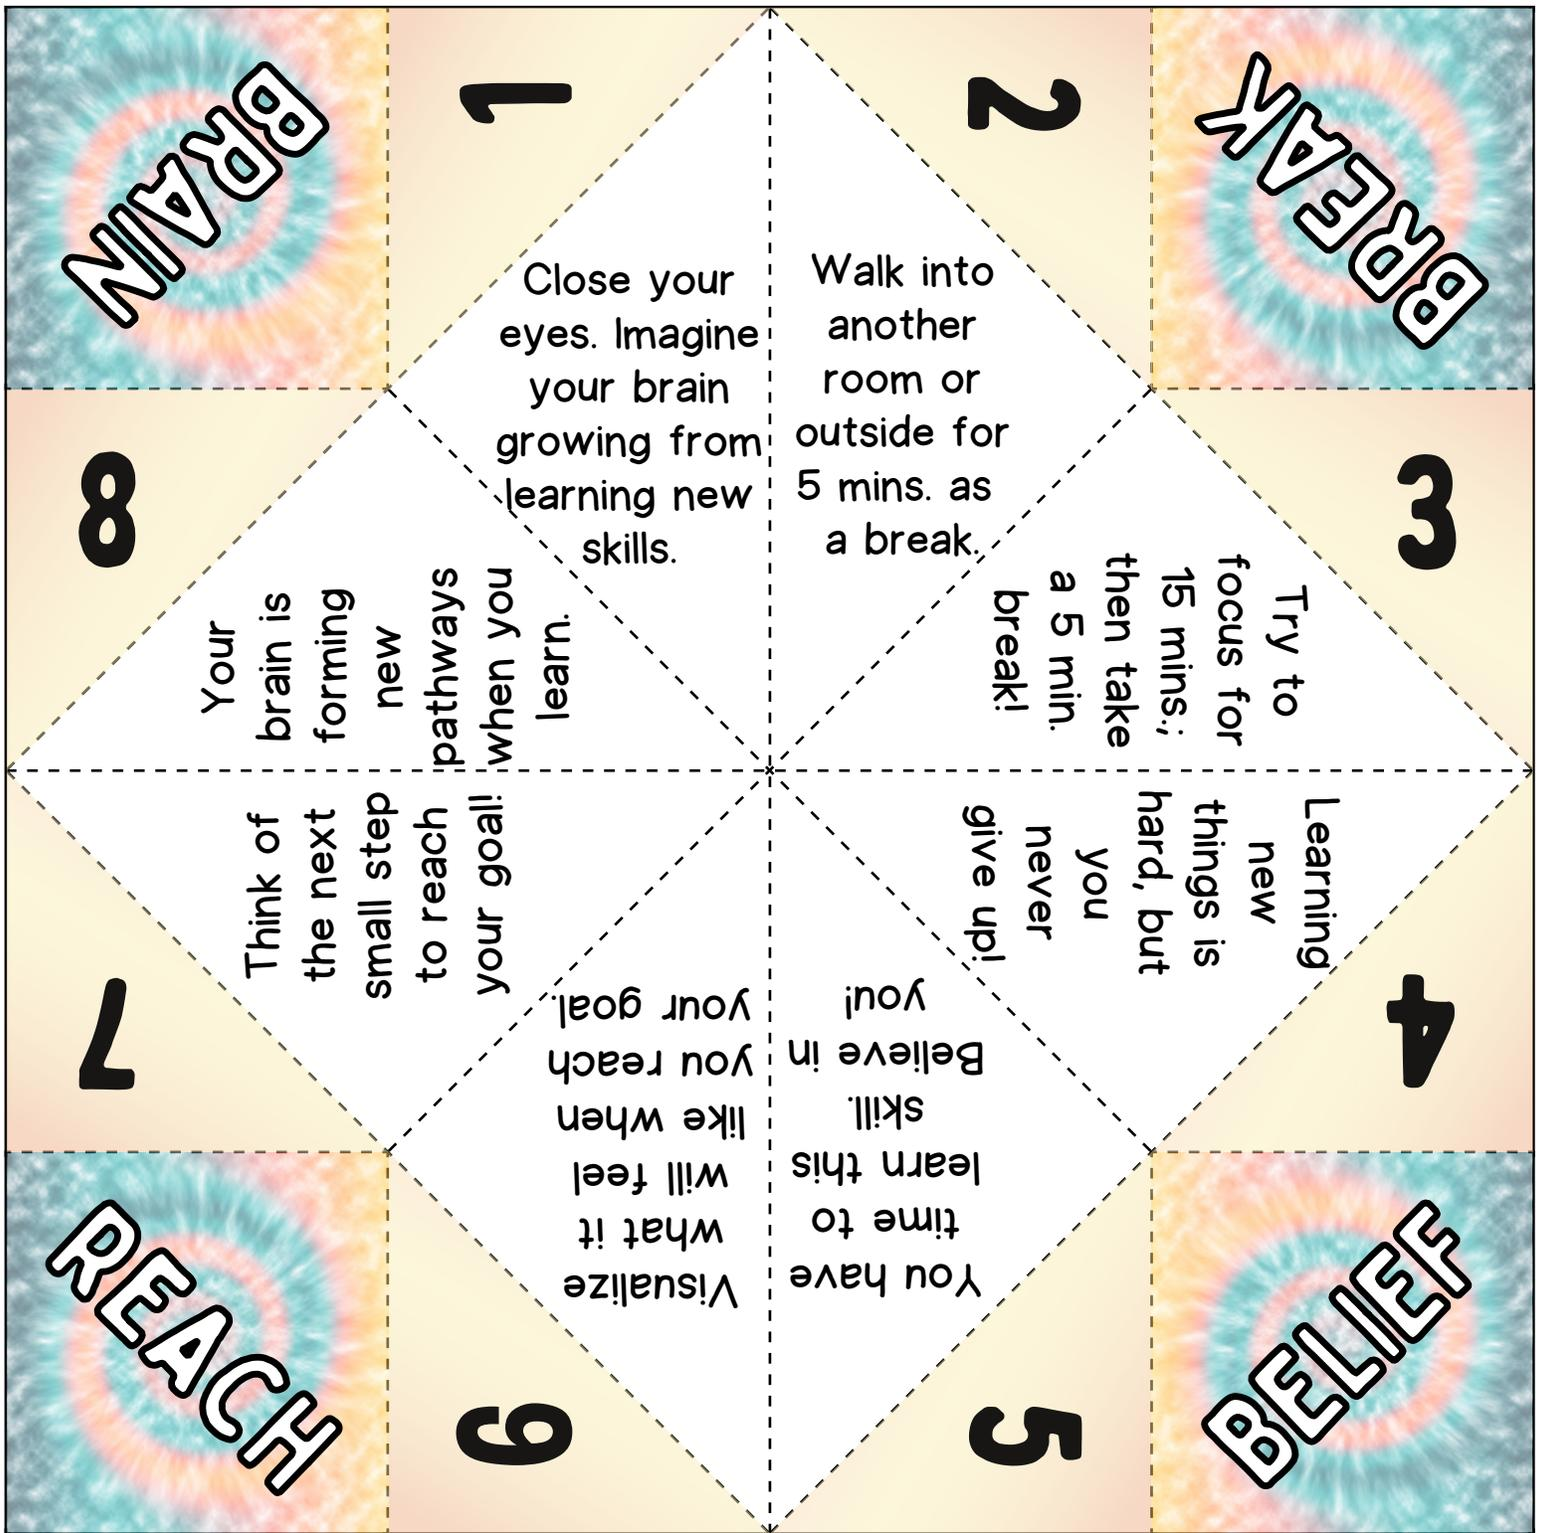 BRAIN
1
2
BREAK
Close your
eyes. Imagine
your brain
growing from
learning new
skills.
Walk into
another
room or
outside for
5 mins. as
a break.
8
3
Your
brain is
forming
new
pathways
when you
learn.
Try to
focus for
15 mins.;
then take
a 5 min.
break!
Think of
the next
small step
to reach
your goal!
Learning
new
things is
hard, but
you
never
give up!
7
4
Visualize
what it
will feel
like when
you reach
your goal.
You have
time to
learn this
skill.
Believe in
you!
REACH
6
5
BELIEF